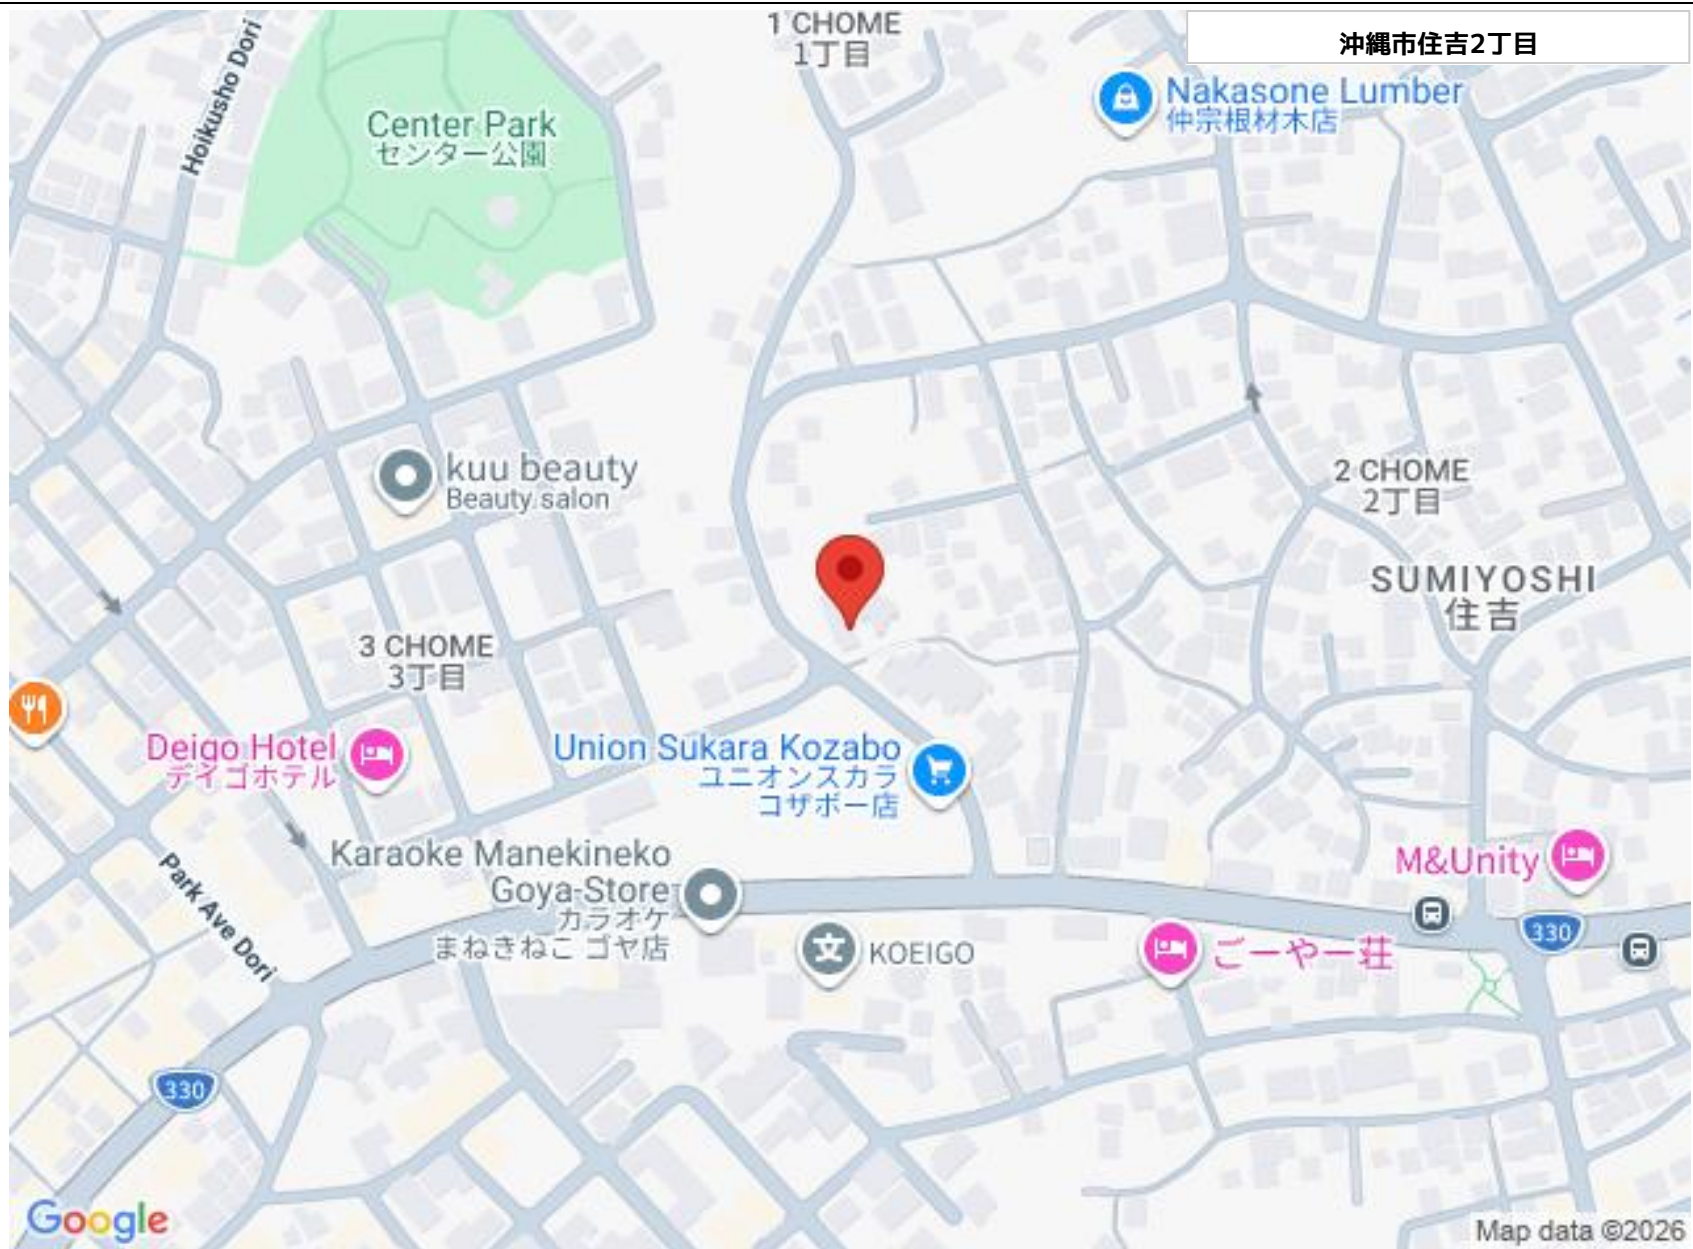 1 CHOME
1丁目
沖縄市住吉2丁目
Hoikusho Dori
Center Park
センター公園
Nakasone Lumber
仲宗根材木店
kuu beauty
Beauty salon
2 CHOME
2丁目
SUMIYOSHI
住吉
3 CHOME
3丁目
Deigo Hotel
デイゴホテル
Union Sukara Kozabo
ユニオンスカラ
コザボー店
Karaoke Manekineko
Goya-Store
カラオケ
まねきねこ ゴヤ店
M&Unity
Park Ave Dori
KOEIGO
ごーやー荘
330
330
Google
Map data ©2026